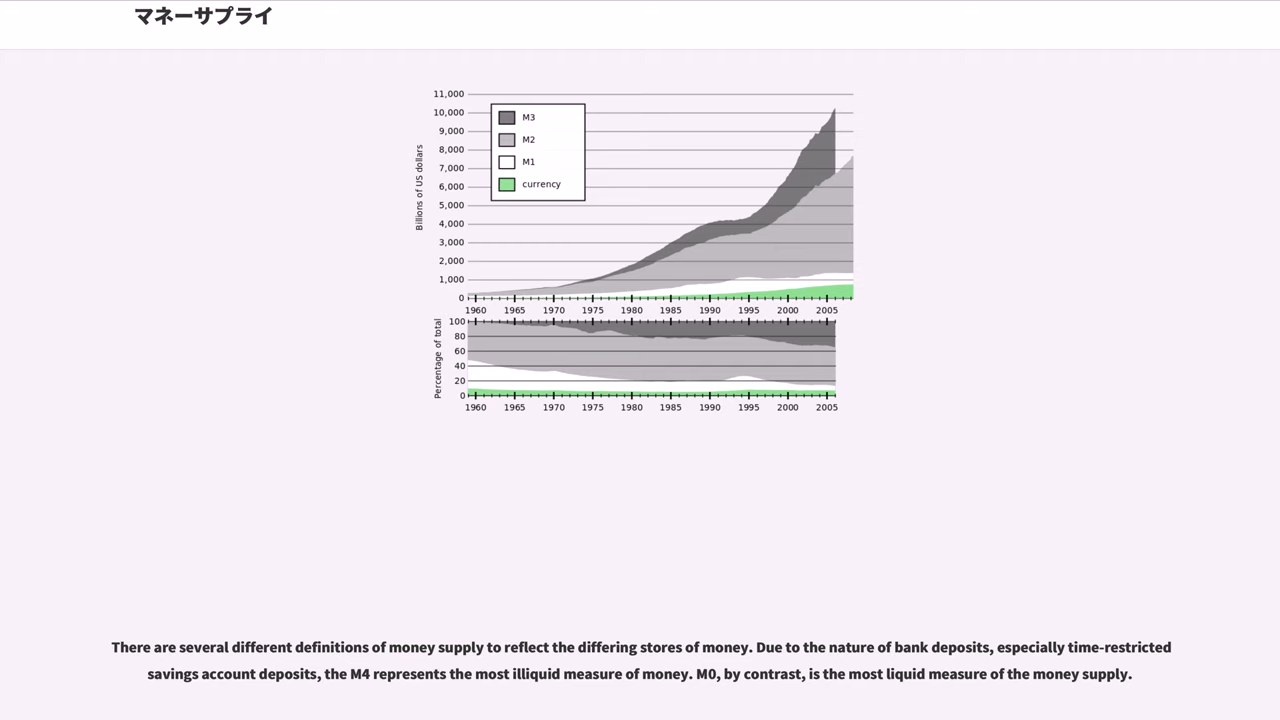 マネーサプライ
11,000
10,000
9,000
8,000
7,000
6,000
5,000
4,000
3,000
2,000
1,000
0
Billions of US dollars
M3
M2
M1
currency
1960 1965 1970 1975 1980 1985 1990 1995 2000 2005
100
80
60
40
20
0
Percentage of total
1960 1965 1970 1975 1980 1985 1990 1995 2000 2005
There are several different definitions of money supply to reflect the differing stores of money. Due to the nature of bank deposits, especially time-restricted
savings account deposits, the M4 represents the most illiquid measure of money. M0, by contrast, is the most liquid measure of the money supply.